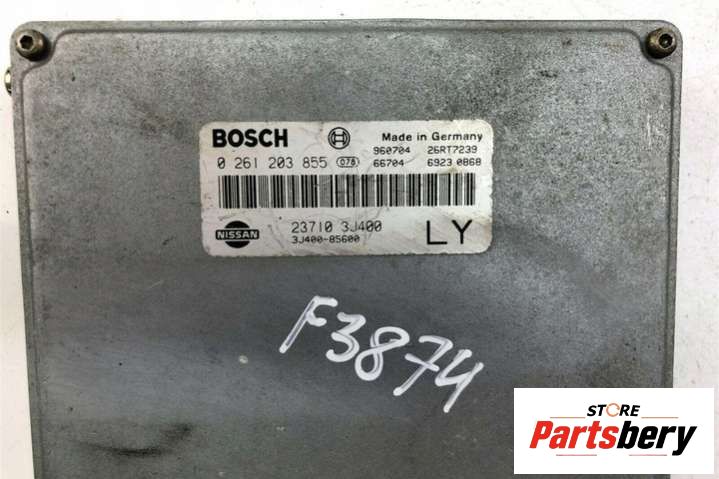 BOSCH Made in Germany
960704 26RT7239
0 261 203 855 078 66704 6923 0868
23710 3J400
NISSAN 3J400-85600 LY
F3874
STORE
Partsbery